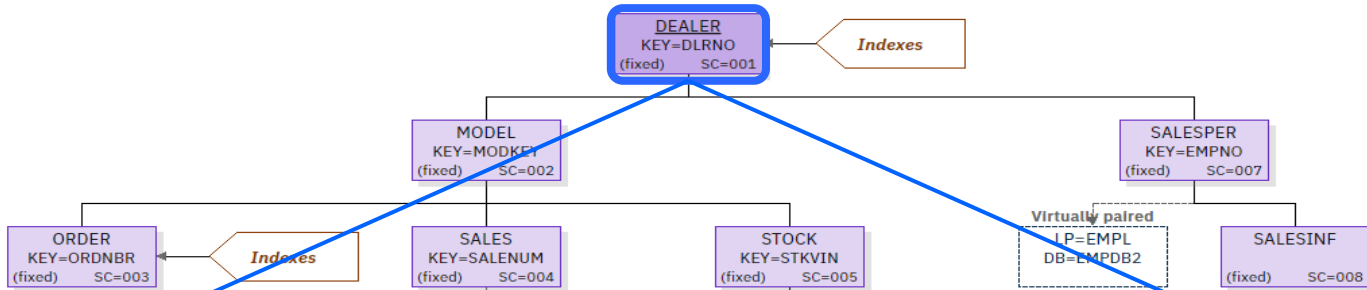 DEALER
KEY=DLRNO
(fixed) SC=001
Indexes
MODEL
KEY=MODKEY
(fixed) SC=002
SALESPER
KEY=EMPNO
(fixed) SC=007
ORDER
KEY=ORDNBR
(fixed) SC=003
Indexes
SALES
KEY=SALENUM
(fixed) SC=004
STOCK
KEY=STKVIN
(fixed) SC=005
Virtually paired
LP=EMPL
DB=EMPDB2
SALESINF
(fixed) SC=008